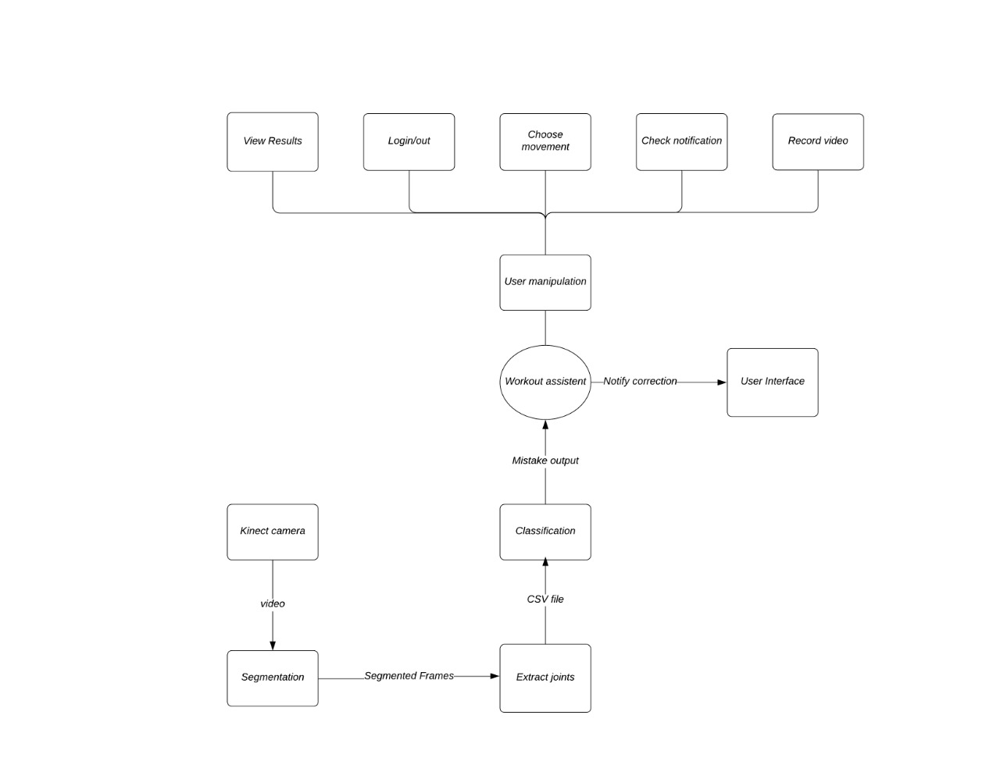 View Results
Login/out
Choose
movement
Check notification
Record video
User manipulation
Workout assistent
Notify correction
User Interface
Mistake output
Kinect camera
Classification
video
CSV file
Segmentation
Segmented Frames
Extract joints